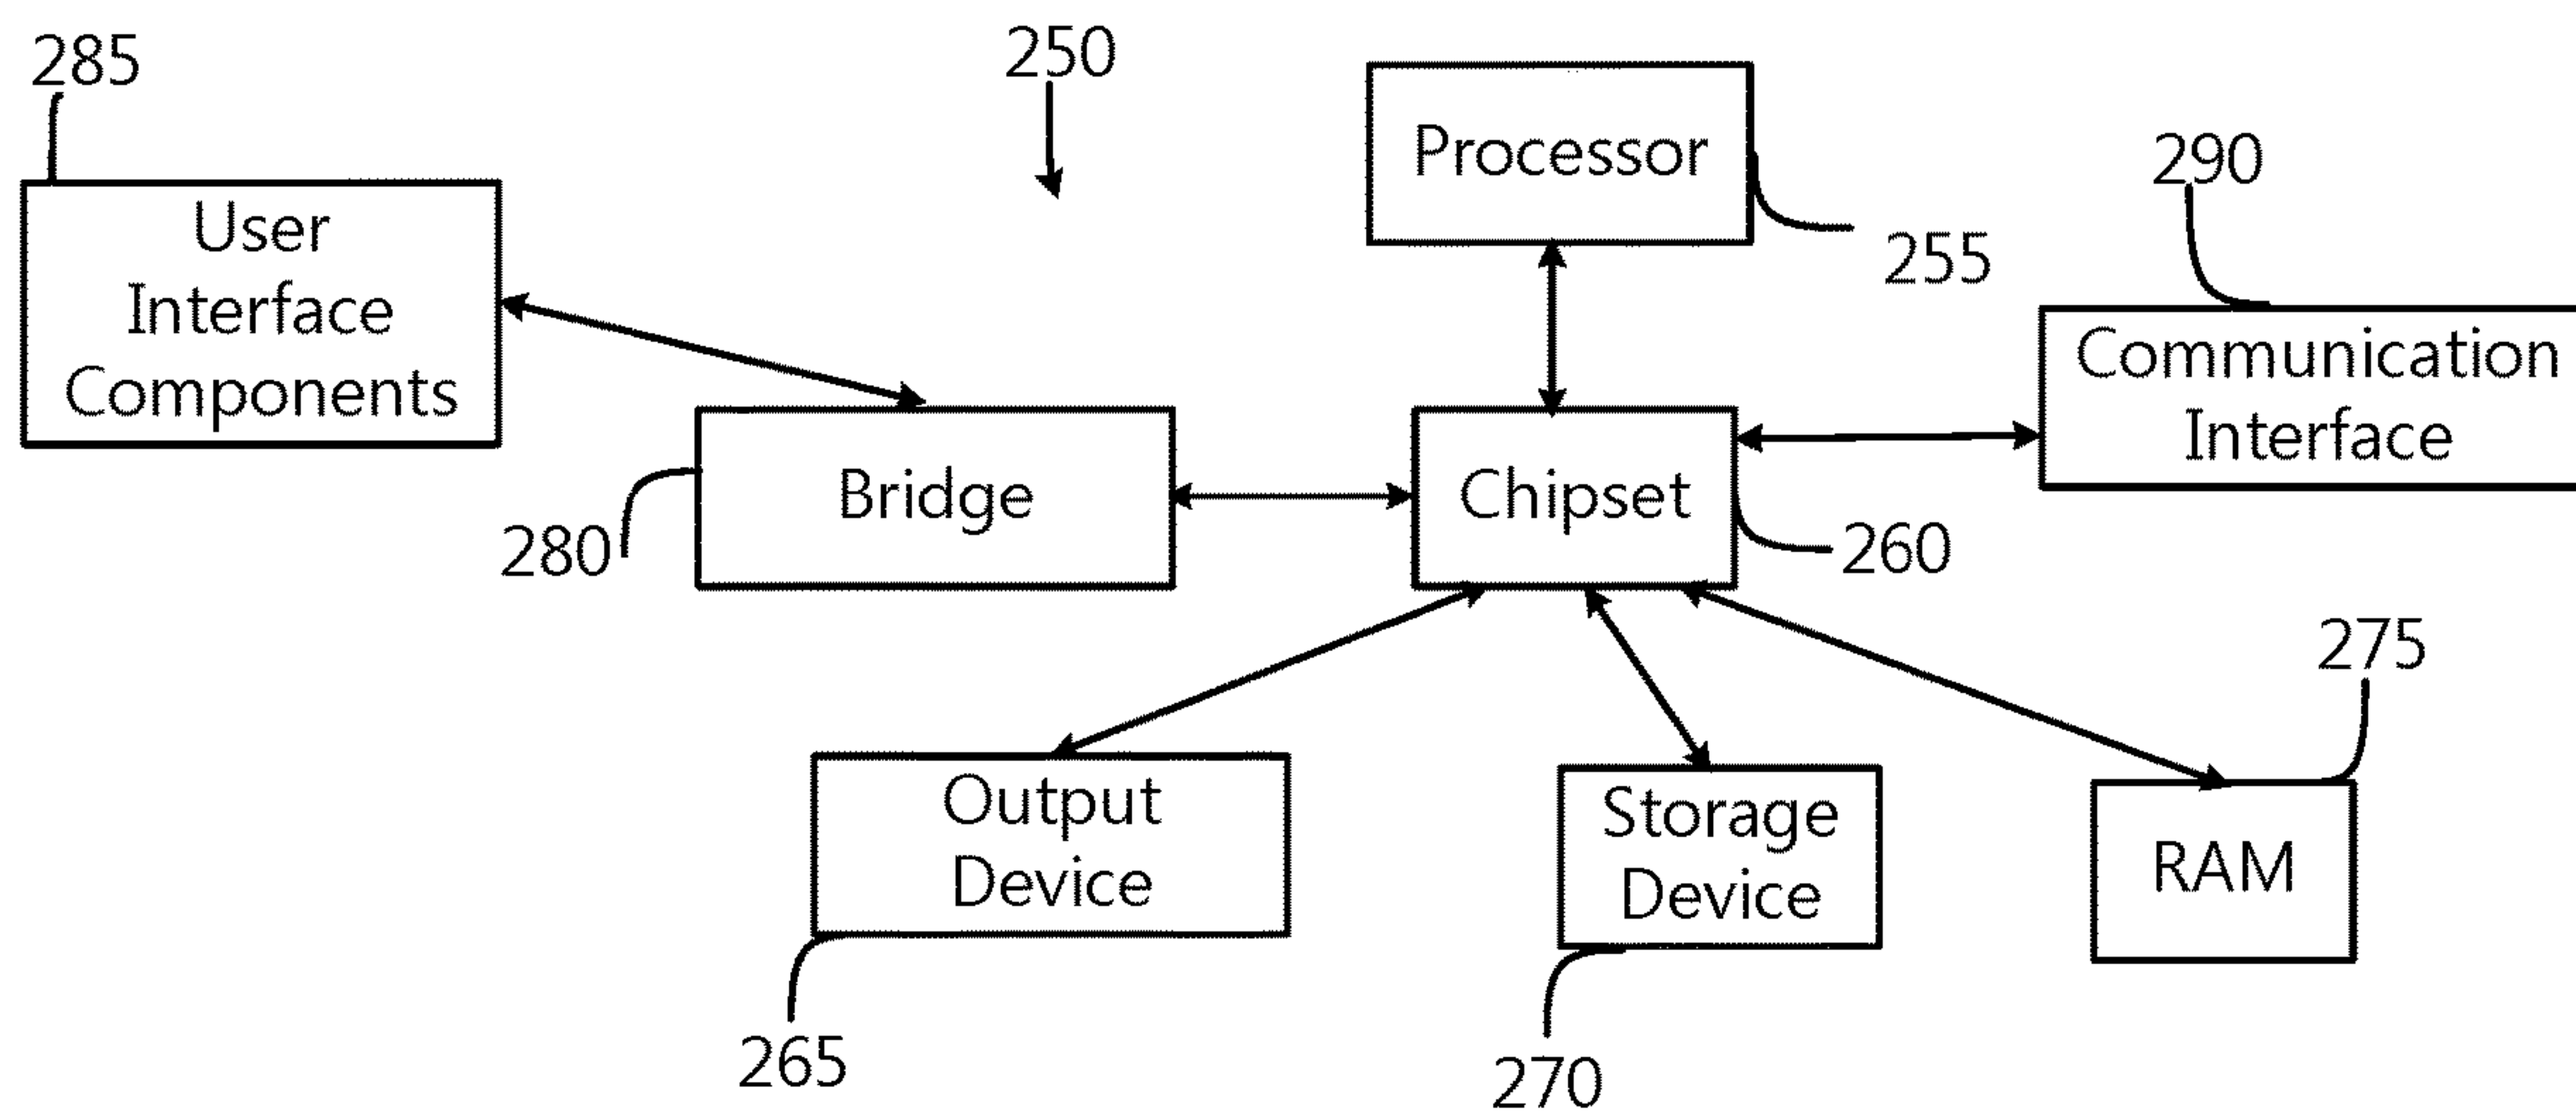 285
250
Processor
290
User
Interface
Components
255
Communication
Interface
Bridge
Chipset
280
260
275
Output
Device
Storage
Device
RAM
265
270